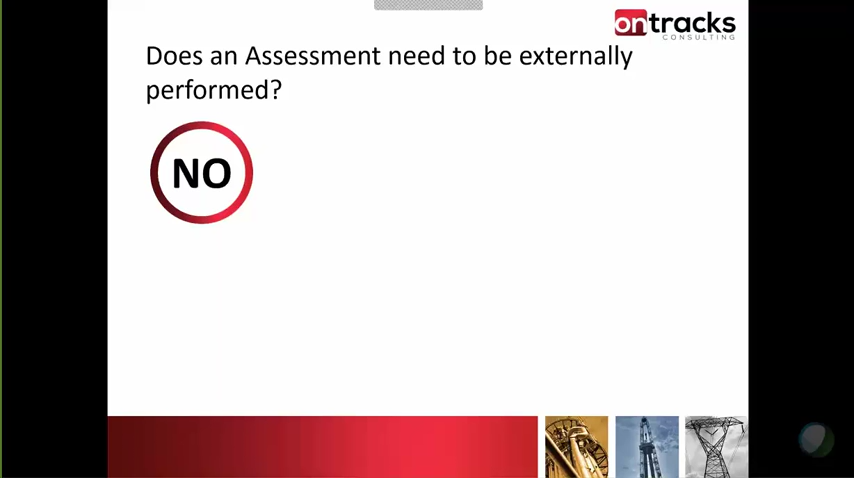 ontracks
CONSULTING
Does an Assessment need to be externally
performed?
NO